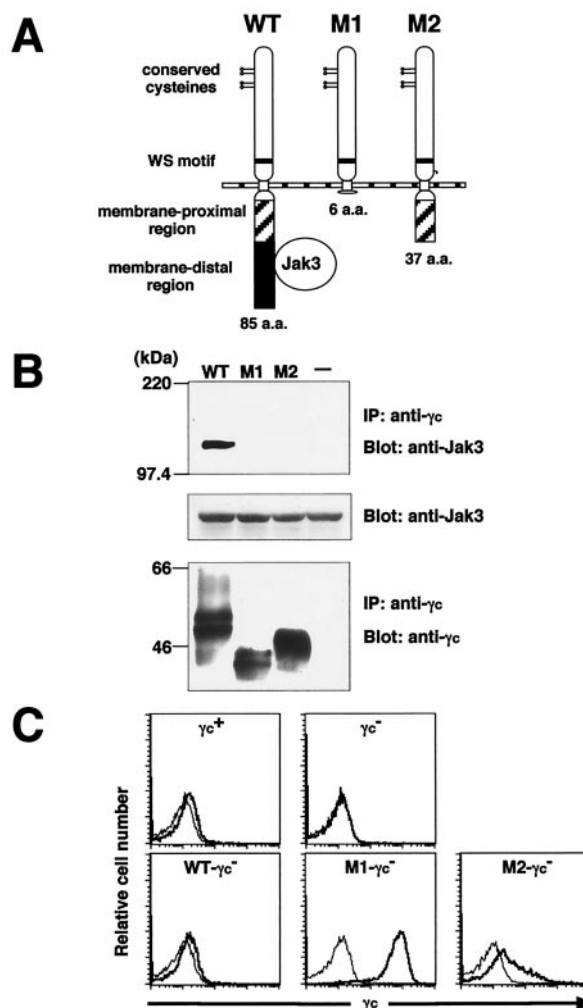 A
WT M1 M2
conserved
cysteines
WS motif
membrane-proximal
region
6 a.a.
37 a.a.
membrane-distal
region
Jak3
85 a.a.
B
(kDa)
WT M1 M2 —
220
IP: anti-γc
Blot: anti-Jak3
97.4
Blot: anti-Jak3
66
IP: anti-γc
46
Blot: anti-γc
C
Relative cell number
γc+ γc-
WT-γc- M1-γc- M2-γc-
γc